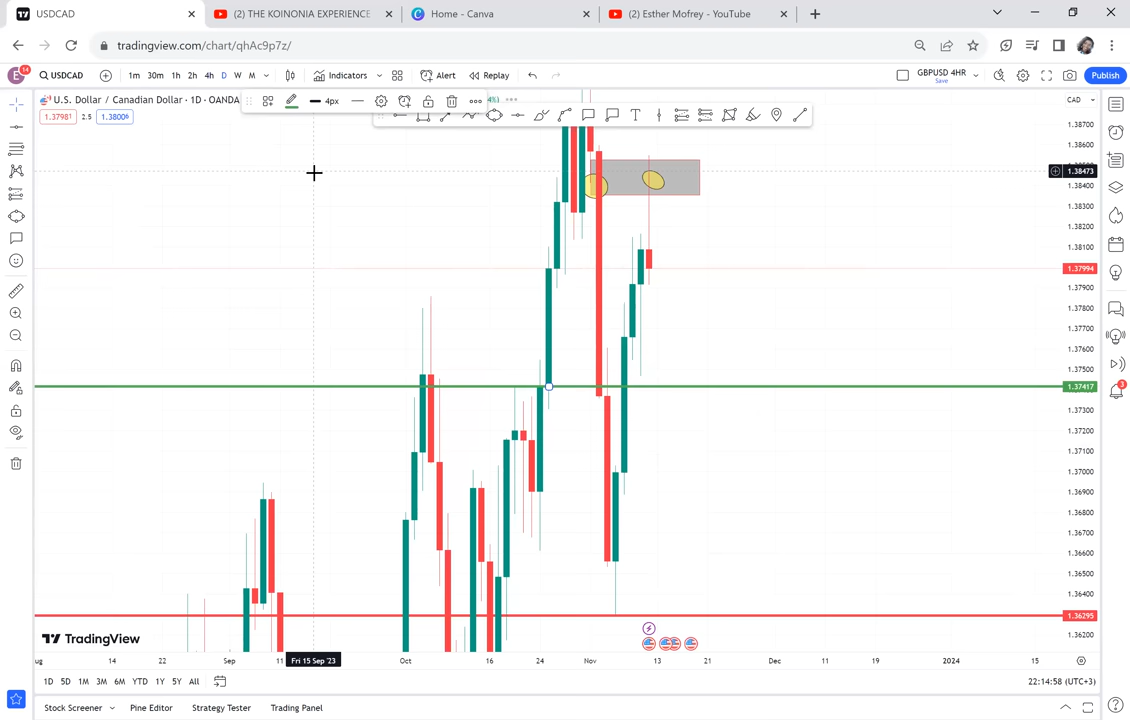 USDCAD
(2) THE KOINONIA EXPERIENCE
Home - Canva
(2) Esther Mofrey - YouTube
tradingview.com/chart/qhAc9p7z/
E 14 USDCAD 1m 30m 1h 2h 4h D W M Indicators Alert Replay GBPUSD 4HR Save Publish
U.S. Dollar / Canadian Dollar · 1D · OANDA 4px 4%) CAD
1.37981 2.5 1.38006
1.38700
1.38600
1.38473
1.38400
1.38300
1.38200
1.38100
1.37994
1.37900
1.37800
1.37700
1.37600
1.37500
1.37417
1.37300
1.37200
1.37100
1.37000
1.36900
1.36800
1.36700
1.36600
1.36500
1.36400
1.36295
1.36200
3
TradingView
ug 14 22 Sep 11 Fri 15 Sep '23 Oct 16 24 Nov 13 21 Dec 11 19 2024 15
1D 5D 1M 3M 6M YTD 1Y 5Y All 22:14:58 (UTC+3)
Stock Screener Pine Editor Strategy Tester Trading Panel